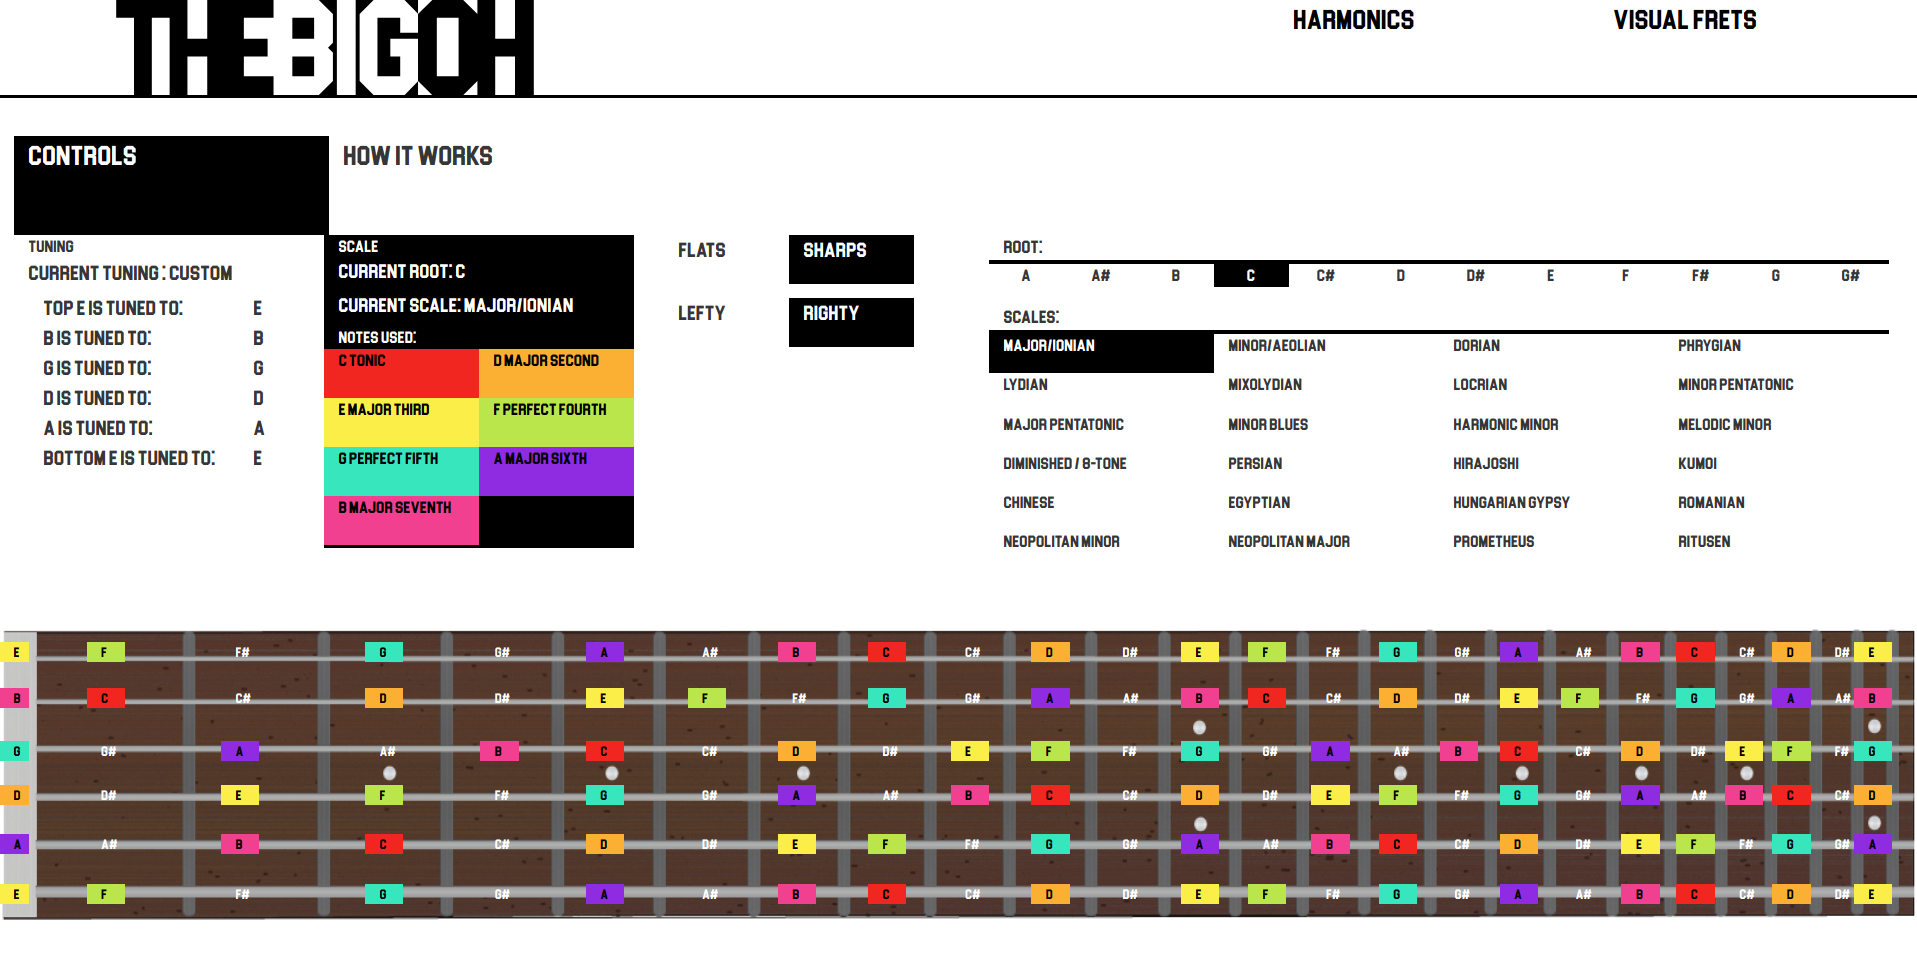 THE BIG OH
HARMONICS
VISUAL FRETS
CONTROLS
HOW IT WORKS
TUNING
CURRENT TUNING: CUSTOM
TOP E IS TUNED TO: E
B IS TUNED TO: B
G IS TUNED TO: G
D IS TUNED TO: D
A IS TUNED TO: A
BOTTOM E IS TUNED TO: E
SCALE
CURRENT ROOT: C
CURRENT SCALE: MAJOR/IONIAN
NOTES USED:
C TONIC D MAJOR SECOND
E MAJOR THIRD F PERFECT FOURTH
G PERFECT FIFTH A MAJOR SIXTH
B MAJOR SEVENTH
FLATS SHARPS
LEFTY RIGHTY
ROOT:
A A# B C C# D D# E F F# G G#
SCALES:
MAJOR/IONIAN MINOR/AEOLIAN DORIAN PHRYGIAN
LYDIAN MIXOLYDIAN LOCRIAN MINOR PENTATONIC
MAJOR PENTATONIC MINOR BLUES HARMONIC MINOR MELODIC MINOR
DIMINISHED / 8-TONE PERSIAN HIRAJOSHI KUMOI
CHINESE EGYPTIAN HUNGARIAN GYPSY ROMANIAN
NEOPOLITAN MINOR NEOPOLITAN MAJOR PROMETHEUS RITUSEN
E F F# G G# A A# B C C# D D# E F F# G G# A A# B C C# D D# E
B C C# D D# E F F# G G# A A# B C C# D D# E F F# G G# A A# B
G G# A A# B C C# D D# E F F# G G# A A# B C C# D D# E F F# G
D D# E F F# G G# A A# B C C# D D# E F F# G G# A A# B C C# D
A A# B C C# D D# E F F# G G# A A# B C C# D D# E F F# G G# A
E F F# G G# A A# B C C# D D# E F F# G G# A A# B C C# D D# E